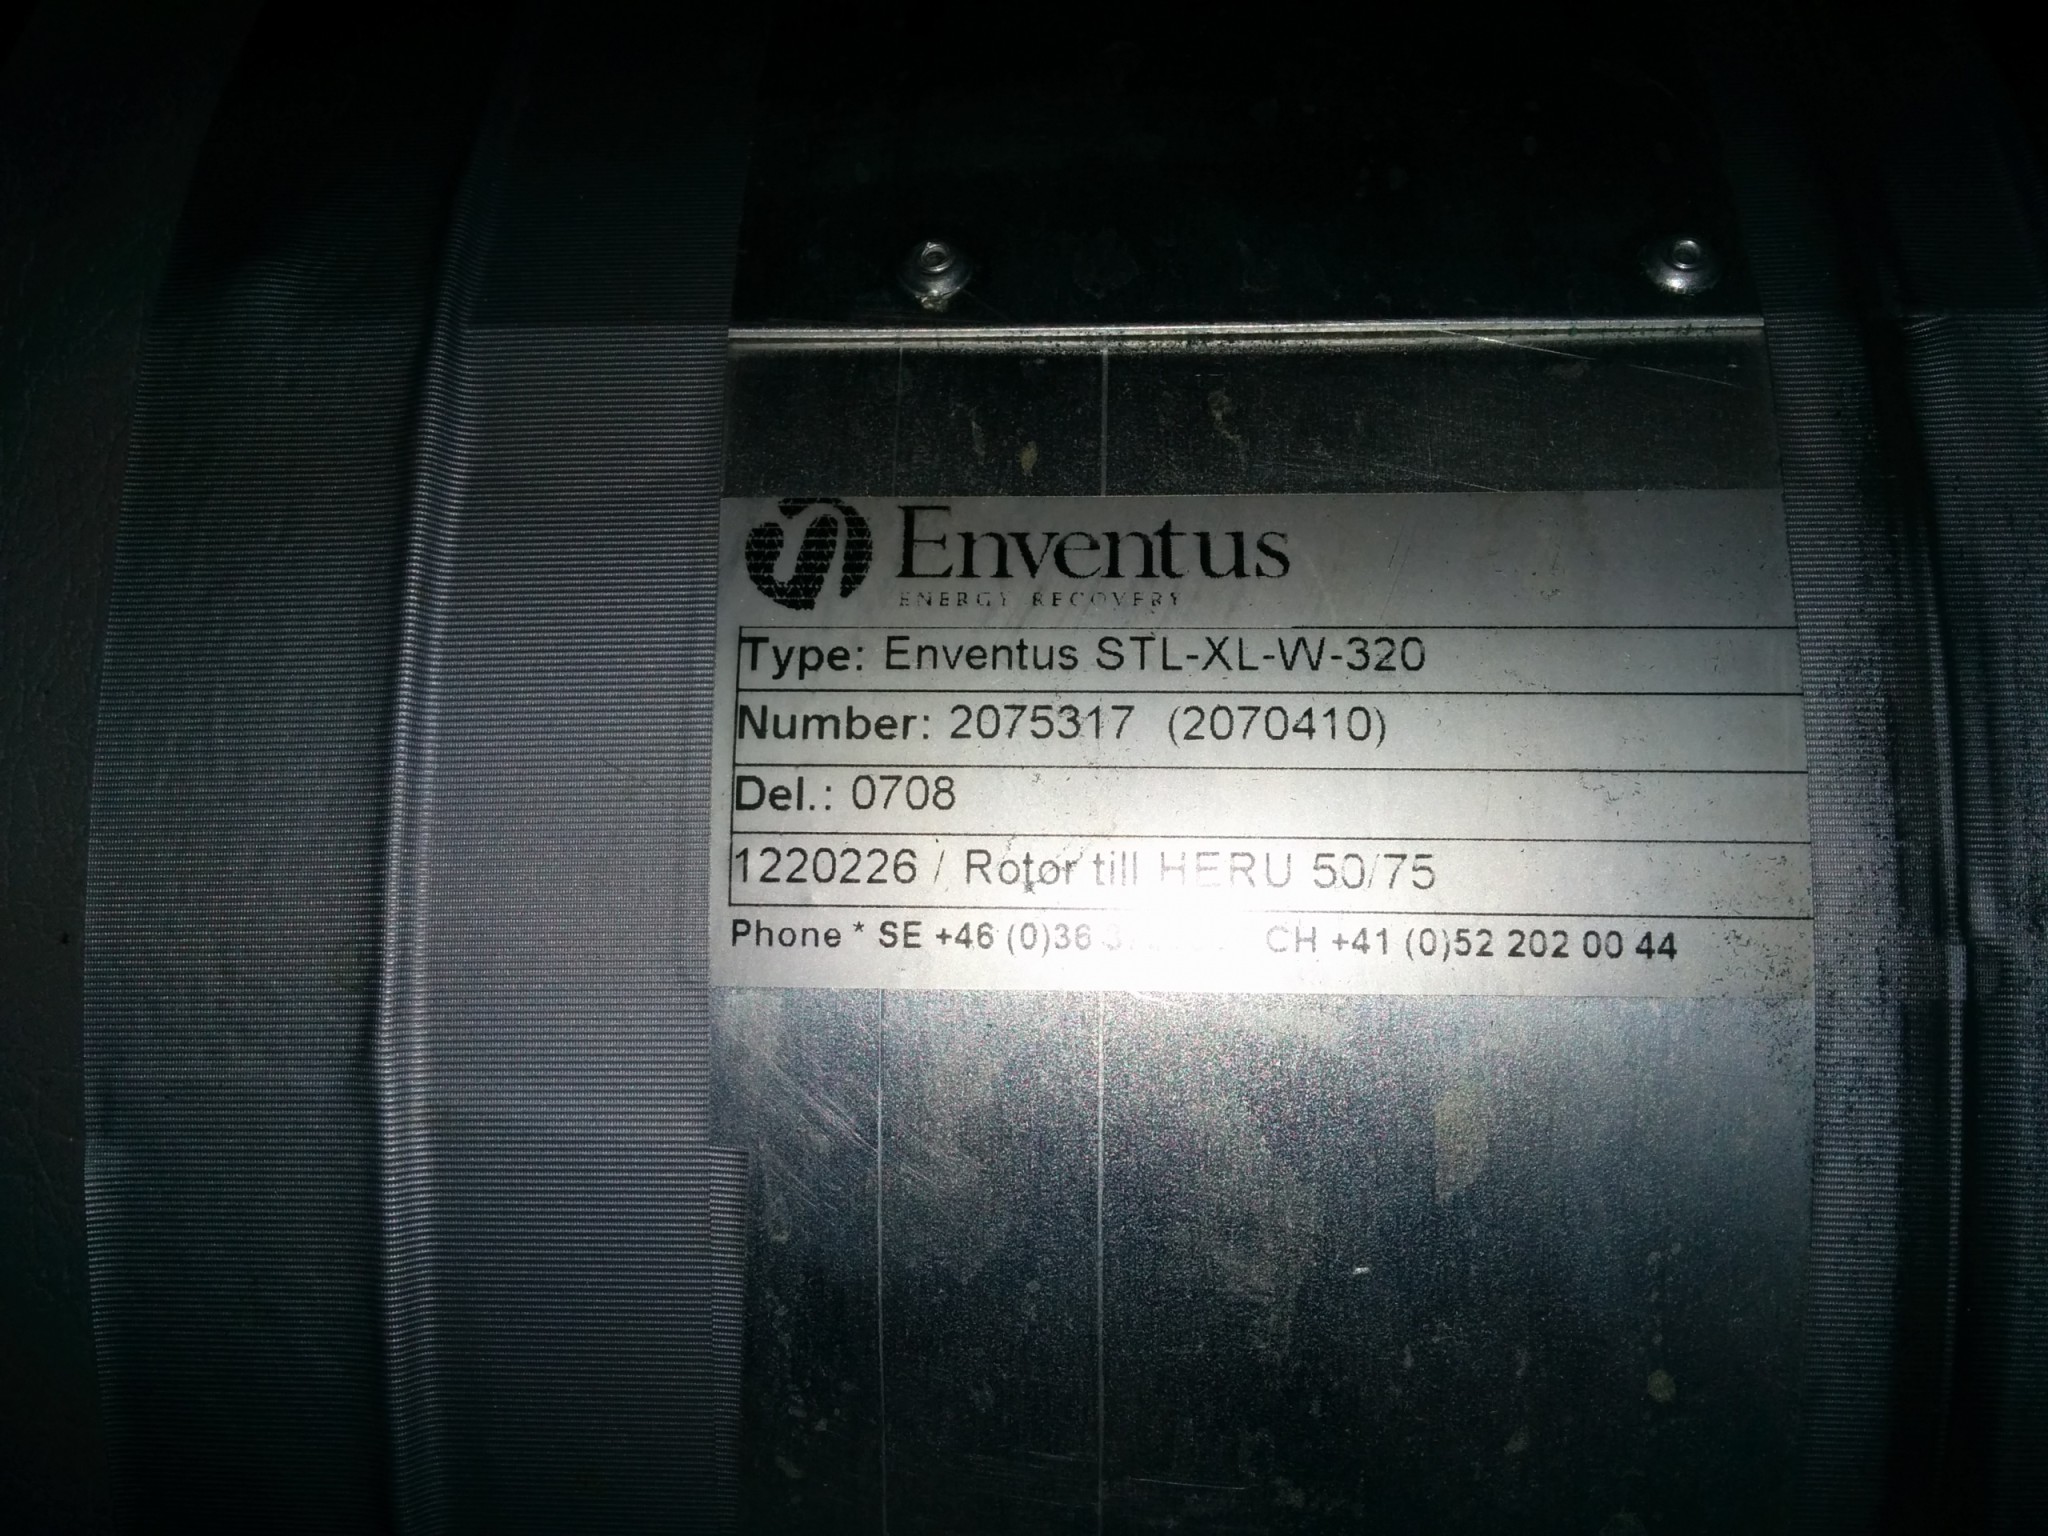 Enventus
ENERGY RECOVERY
Type: Enventus STL-XL-W-320
Number: 2075317 (2070410)
Del.: 0708
1220226 / Rotor till HERU 50/75
Phone * SE +46 (0)36 CH +41 (0)52 202 00 44